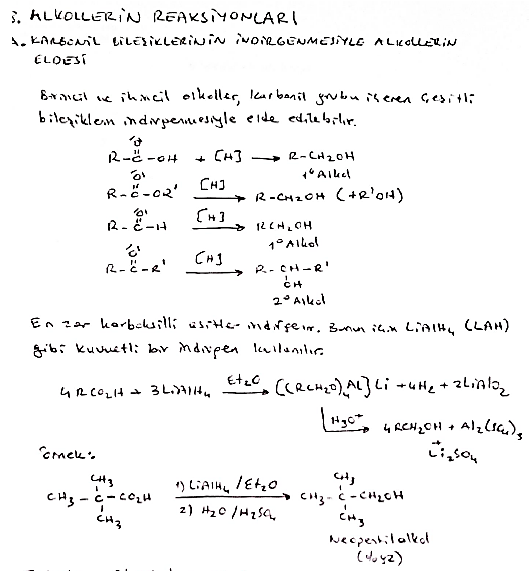 3. ALKOLLERİN REAKSİYONLARI
A. KARBONİL BİLEŞİKLERİNİN İNDİRGENMESİYLE ALKOLLERİN
ELDESİ
Birincil ve ikincil alkoller, karbonil grubu içeren çeşitli
bileşiklerin indirgenmesiyle elde edilebilir.
O
R-C-OH + [H] → R-CH2OH
1° Alkol
O
R-C-OR' [H] → R-CH2OH (+R'OH)
O
R-C-H [H] → RCH2OH
1° Alkol
O
R-C-R' [H] → R-CH-R'
OH
2° Alkol
En zor karboksilli asitler indirgenir. Bunun için LiAlH4 (LAH)
gibi kuvvetli bir indirgen kullanılır.
4RCO2H + 3LiAlH4 Et2O → [(RCH2O)4Al]Li + 4H2 + 2LiAlO2
H3O+ → 4RCH2OH + Al2(SO4)3
+
Li2SO4
Örnek:
CH3 CH3
CH3-C-CO2H 1) LiAlH4/Et2O → CH3-C-CH2OH
CH3 2) H2O/H2SO4 CH3
Neopentilalkol
(%92)